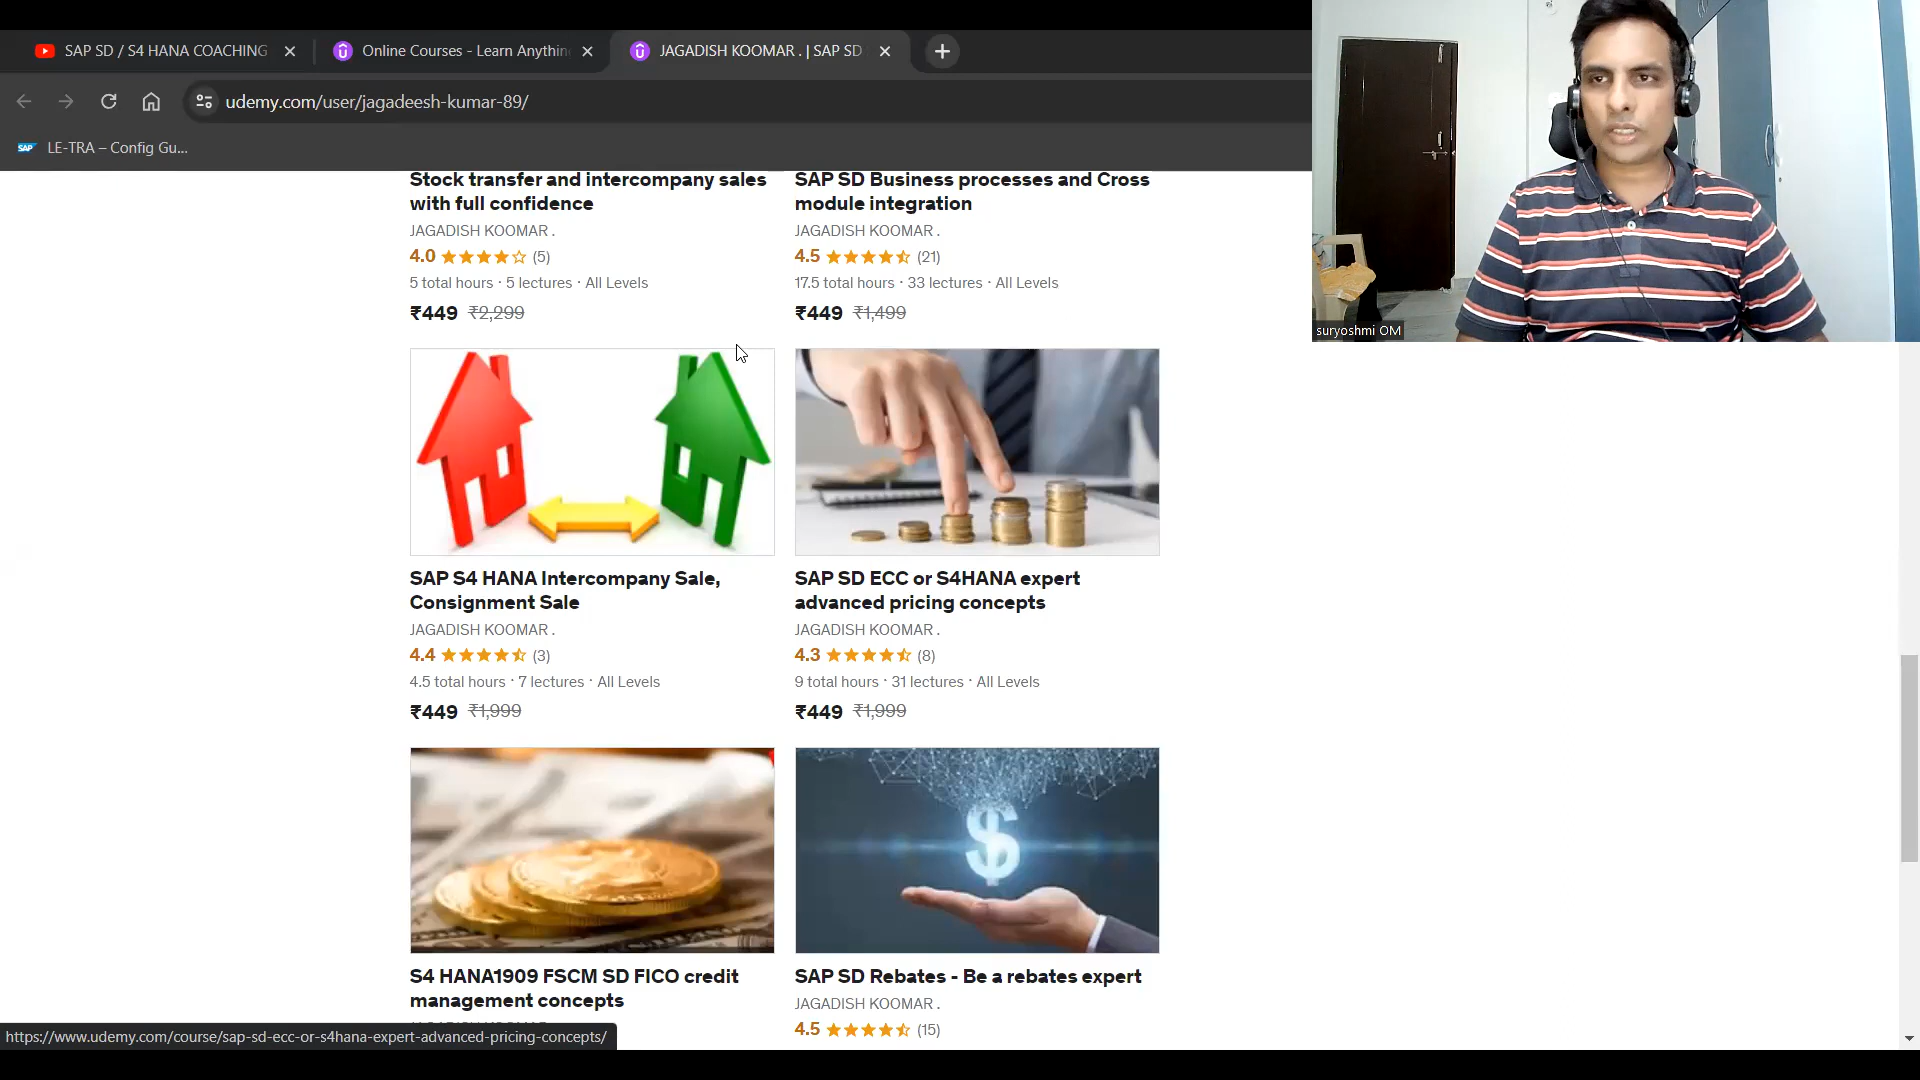 SAP SD / S4 HANA COACHING
Online Courses - Learn Anythin
JAGADISH KOOMAR . | SAP SD
udemy.com/user/jagadeesh-kumar-89/
SAP
LE-TRA – Config Gu...
suryoshmi OM
Stock transfer and intercompany sales
with full confidence
JAGADISH KOOMAR .
4.0 (5)
5 total hours · 5 lectures · All Levels
₹449 ₹2,299
SAP SD Business processes and Cross
module integration
JAGADISH KOOMAR .
4.5 (21)
17.5 total hours · 33 lectures · All Levels
₹449 ₹1,499
SAP S4 HANA Intercompany Sale,
Consignment Sale
JAGADISH KOOMAR .
4.4 (3)
4.5 total hours · 7 lectures · All Levels
₹449 ₹1,999
SAP SD ECC or S4HANA expert
advanced pricing concepts
JAGADISH KOOMAR .
4.3 (8)
9 total hours · 31 lectures · All Levels
₹449 ₹1,999
S4 HANA1909 FSCM SD FICO credit
management concepts
SAP SD Rebates - Be a rebates expert
JAGADISH KOOMAR .
4.5 (15)
https://www.udemy.com/course/sap-sd-ecc-or-s4hana-expert-advanced-pricing-concepts/